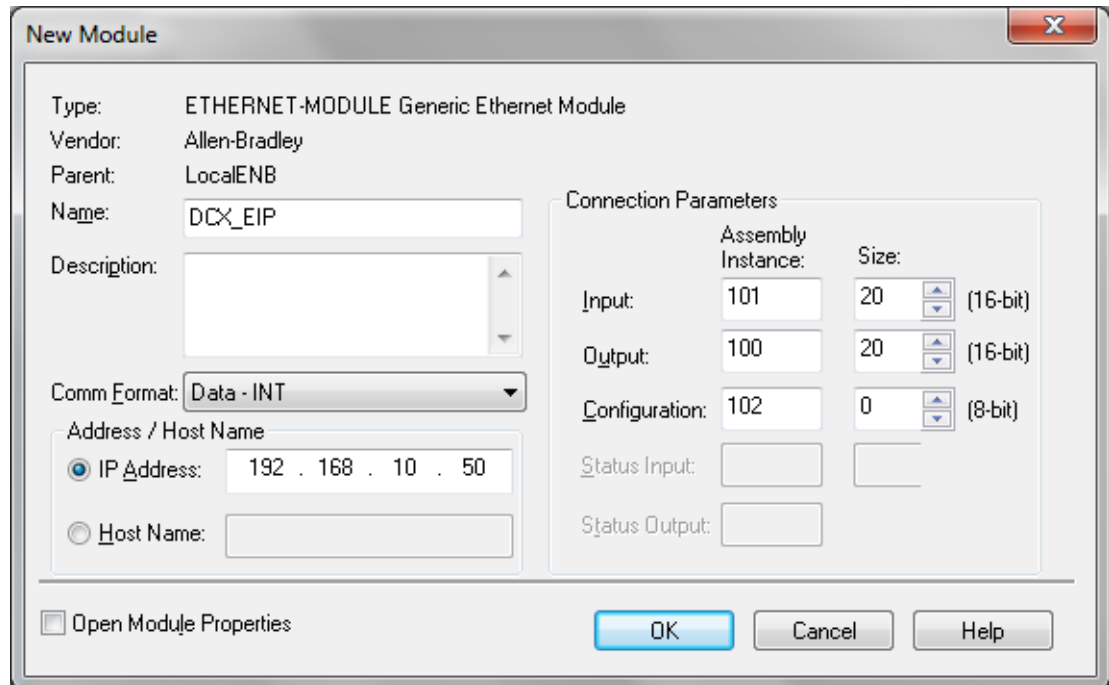 New Module
Type: ETHERNET-MODULE Generic Ethernet Module
Vendor: Allen-Bradley
Parent: LocalENB
Name: DCX_EIP
Description:
Comm Format: Data - INT
Address / Host Name
IP Address: 192 . 168 . 10 . 50
Host Name:
Connection Parameters
Assembly
Instance: Size:
Input: 101 20 (16-bit)
Output: 100 20 (16-bit)
Configuration: 102 0 (8-bit)
Status Input:
Status Output:
Open Module Properties
OK Cancel Help